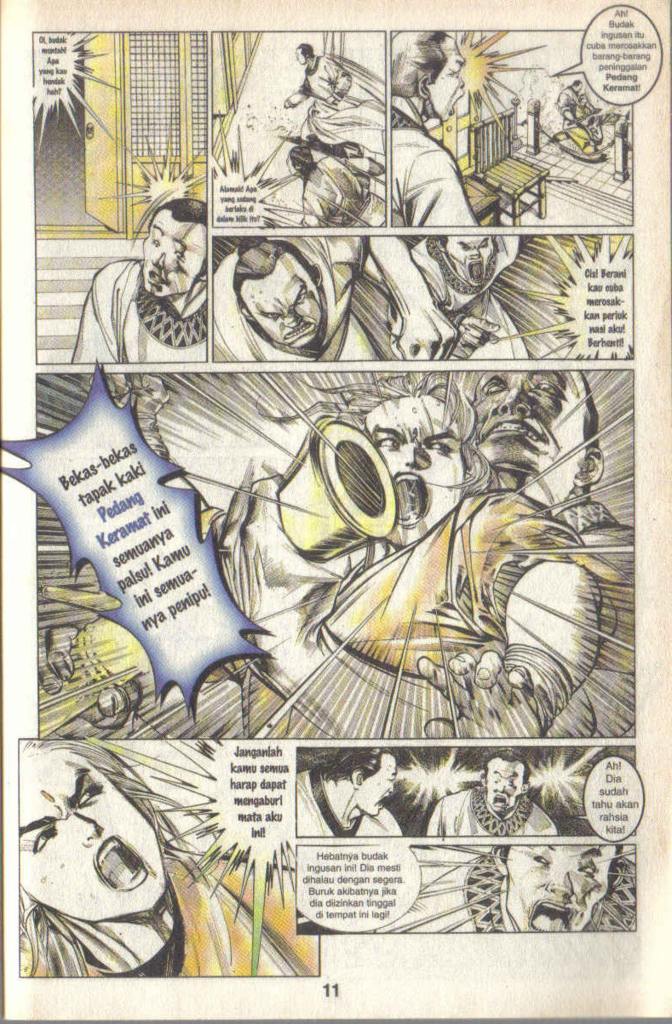 Oi, budak
mentah!
Apa
yang kau
hendak
hah?
Alamak! Apa
yang sedang
berlaku di
dalam bilik itu?
Ah!
Budak
ingusan itu
cuba merosakkan
barang-barang
peninggalan
Pedang
Keramat!
Cis! Berani
kau cuba
merosak-
kan periuk
nasi aku!
Berhenti!
Bekas-bekas
tapak kaki
Pedang
Keramat ini
semuanya
palsu! Kamu
ini semua-
nya penipu!
Janganlah
kamu semua
harap dapat
mengaburi
mata aku
ini!
Ah!
Dia
sudah
tahu akan
rahsia
kita!
Hebatnya budak
ingusan ini! Dia mesti
dihalau dengan segera.
Buruk akibatnya jika
dia diizinkan tinggal
di tempat ini lagi!
11